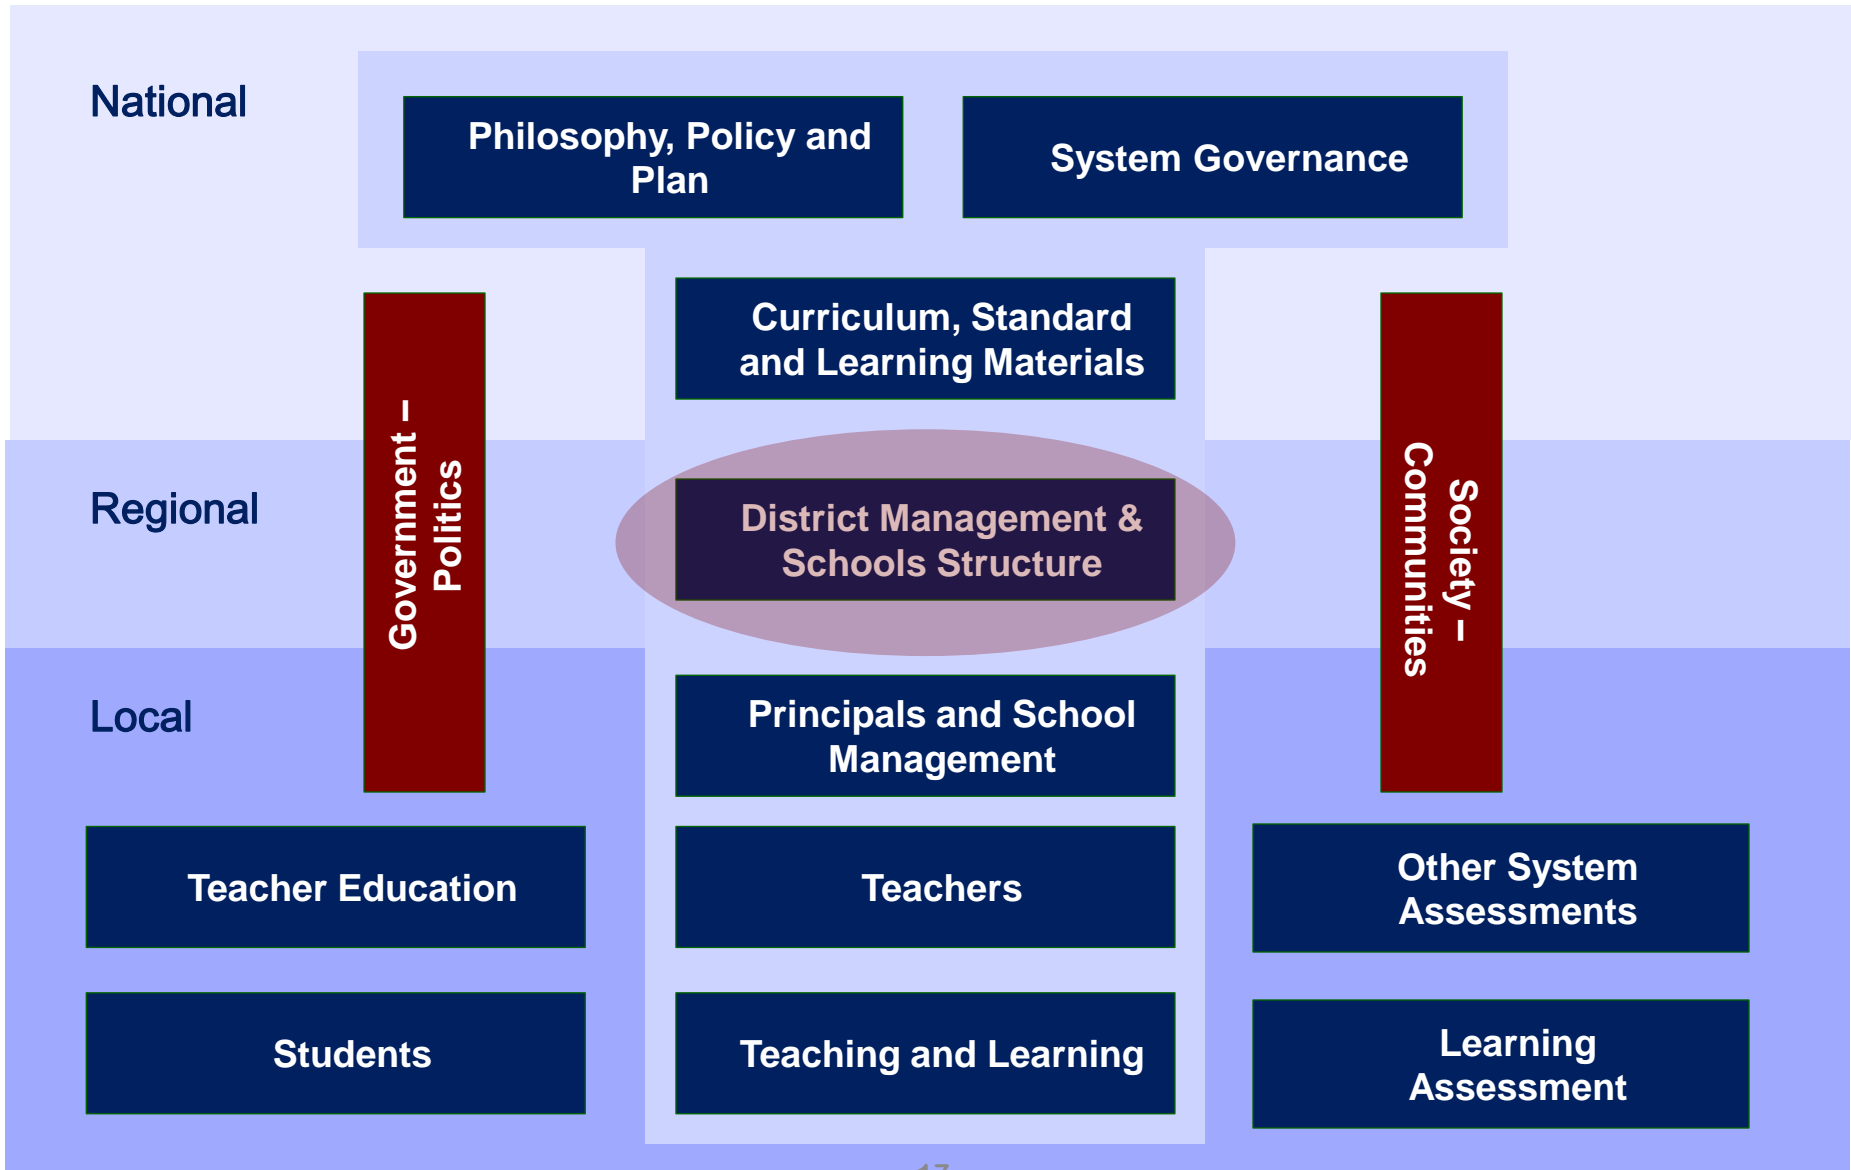 National
Philosophy, Policy and
Plan
System Governance
Curriculum, Standard
and Learning Materials
Government –
Politics
Society –
Communities
Regional
District Management &
Schools Structure
Local
Principals and School
Management
Teacher Education
Teachers
Other System
Assessments
Students
Teaching and Learning
Learning
Assessment